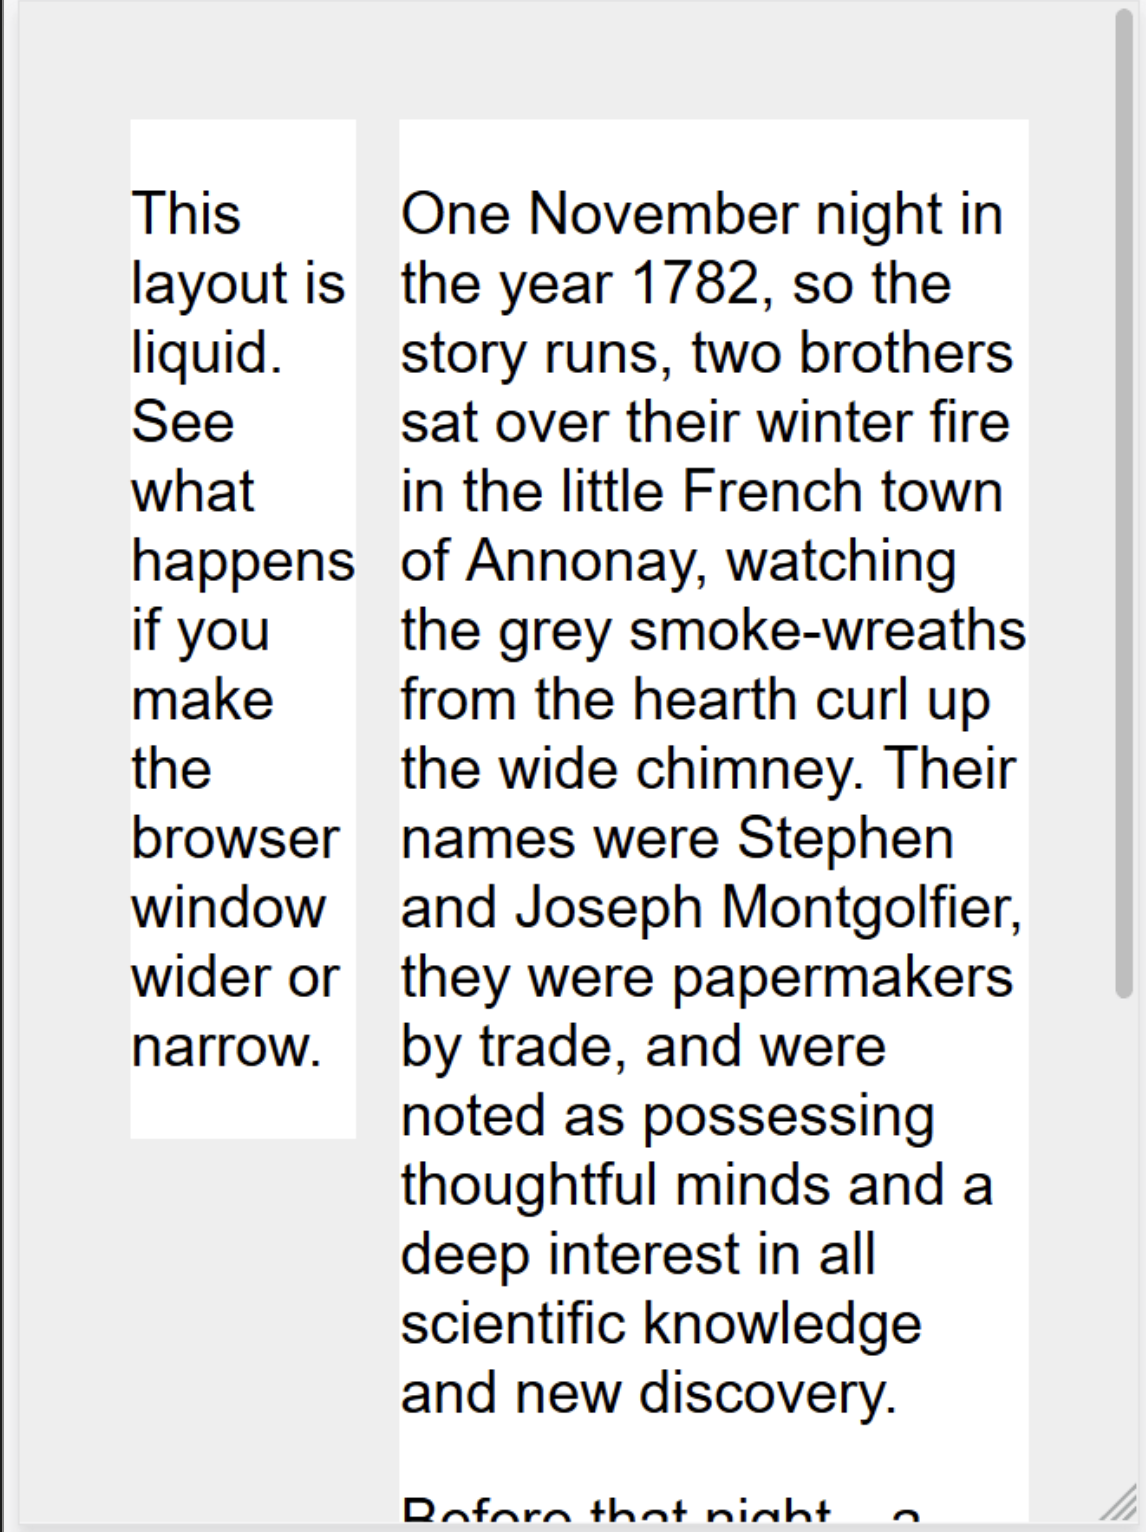 This
layout is
liquid.
See
what
happens
if you
make
the
browser
window
wider or
narrow.
One November night in
the year 1782, so the
story runs, two brothers
sat over their winter fire
in the little French town
of Annonay, watching
the grey smoke-wreaths
from the hearth curl up
the wide chimney. Their
names were Stephen
and Joseph Montgolfier,
they were papermakers
by trade, and were
noted as possessing
thoughtful minds and a
deep interest in all
scientific knowledge
and new discovery.
Before that night—a